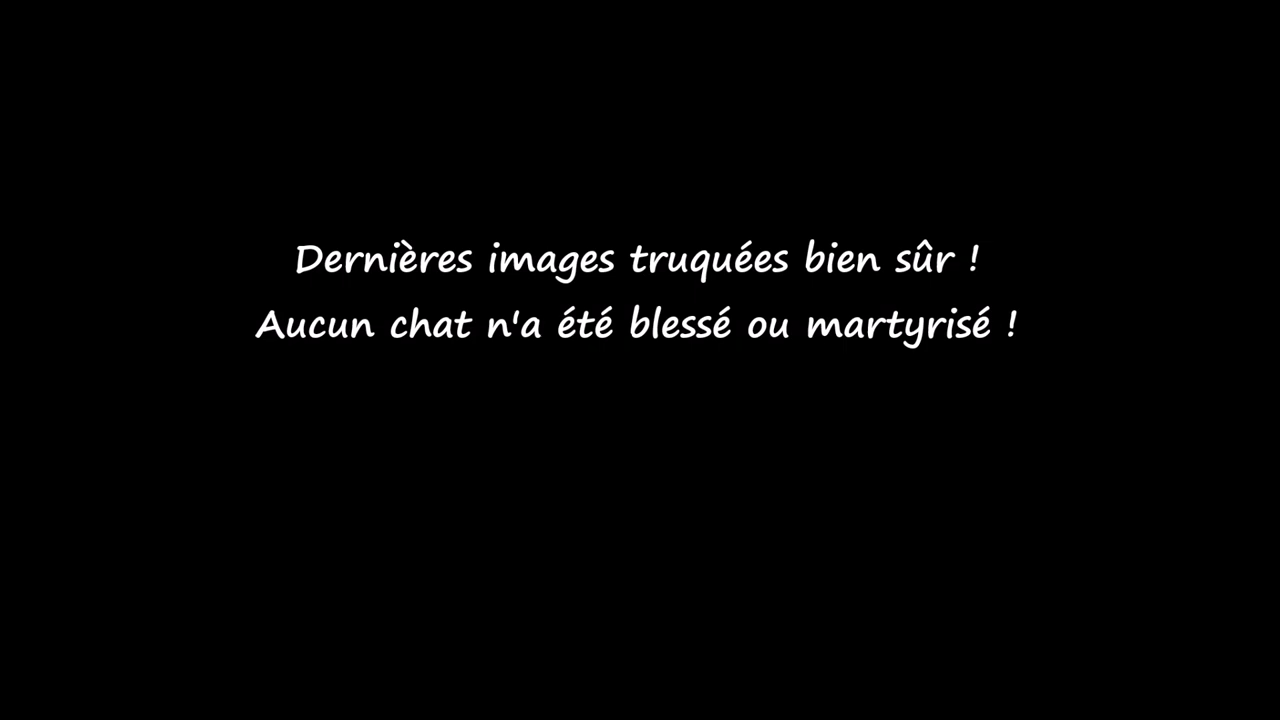 Dernières images truquées bien sûr !
Aucun chat n'a été blessé ou martyrisé !